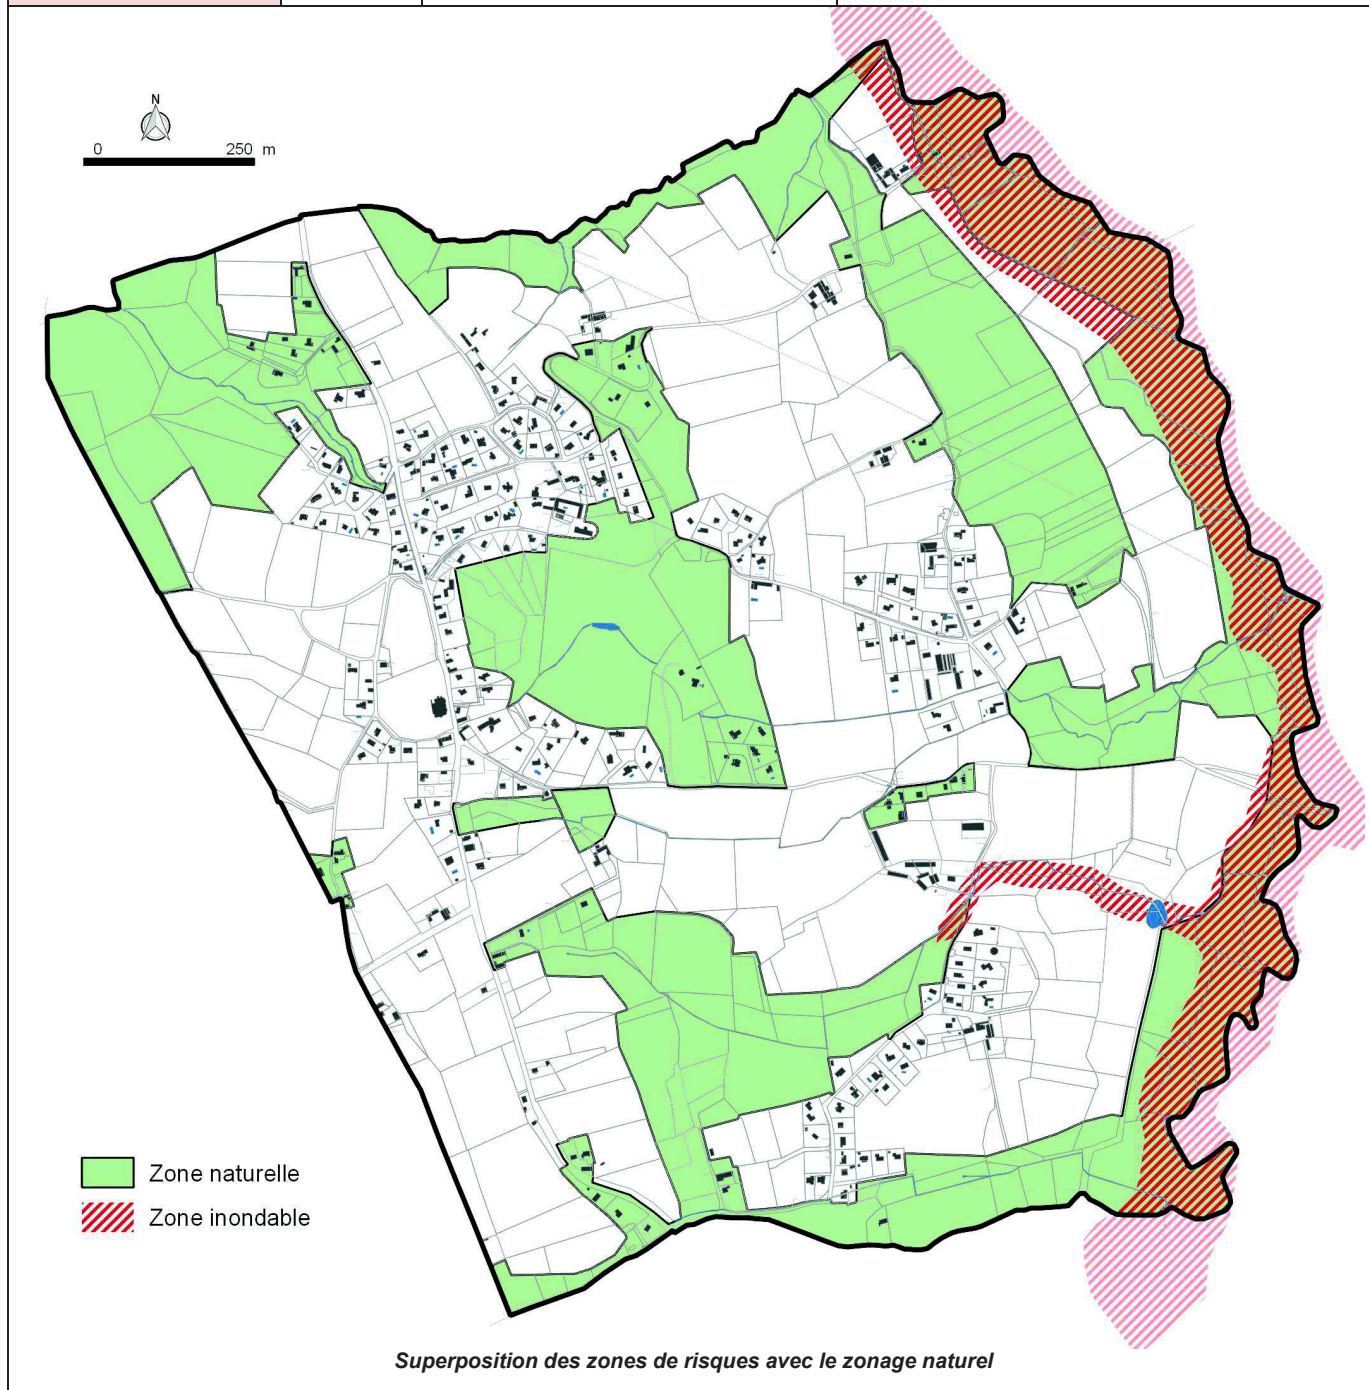 N
0 250 m
Zone naturelle
Zone inondable
Superposition des zones de risques avec le zonage naturel